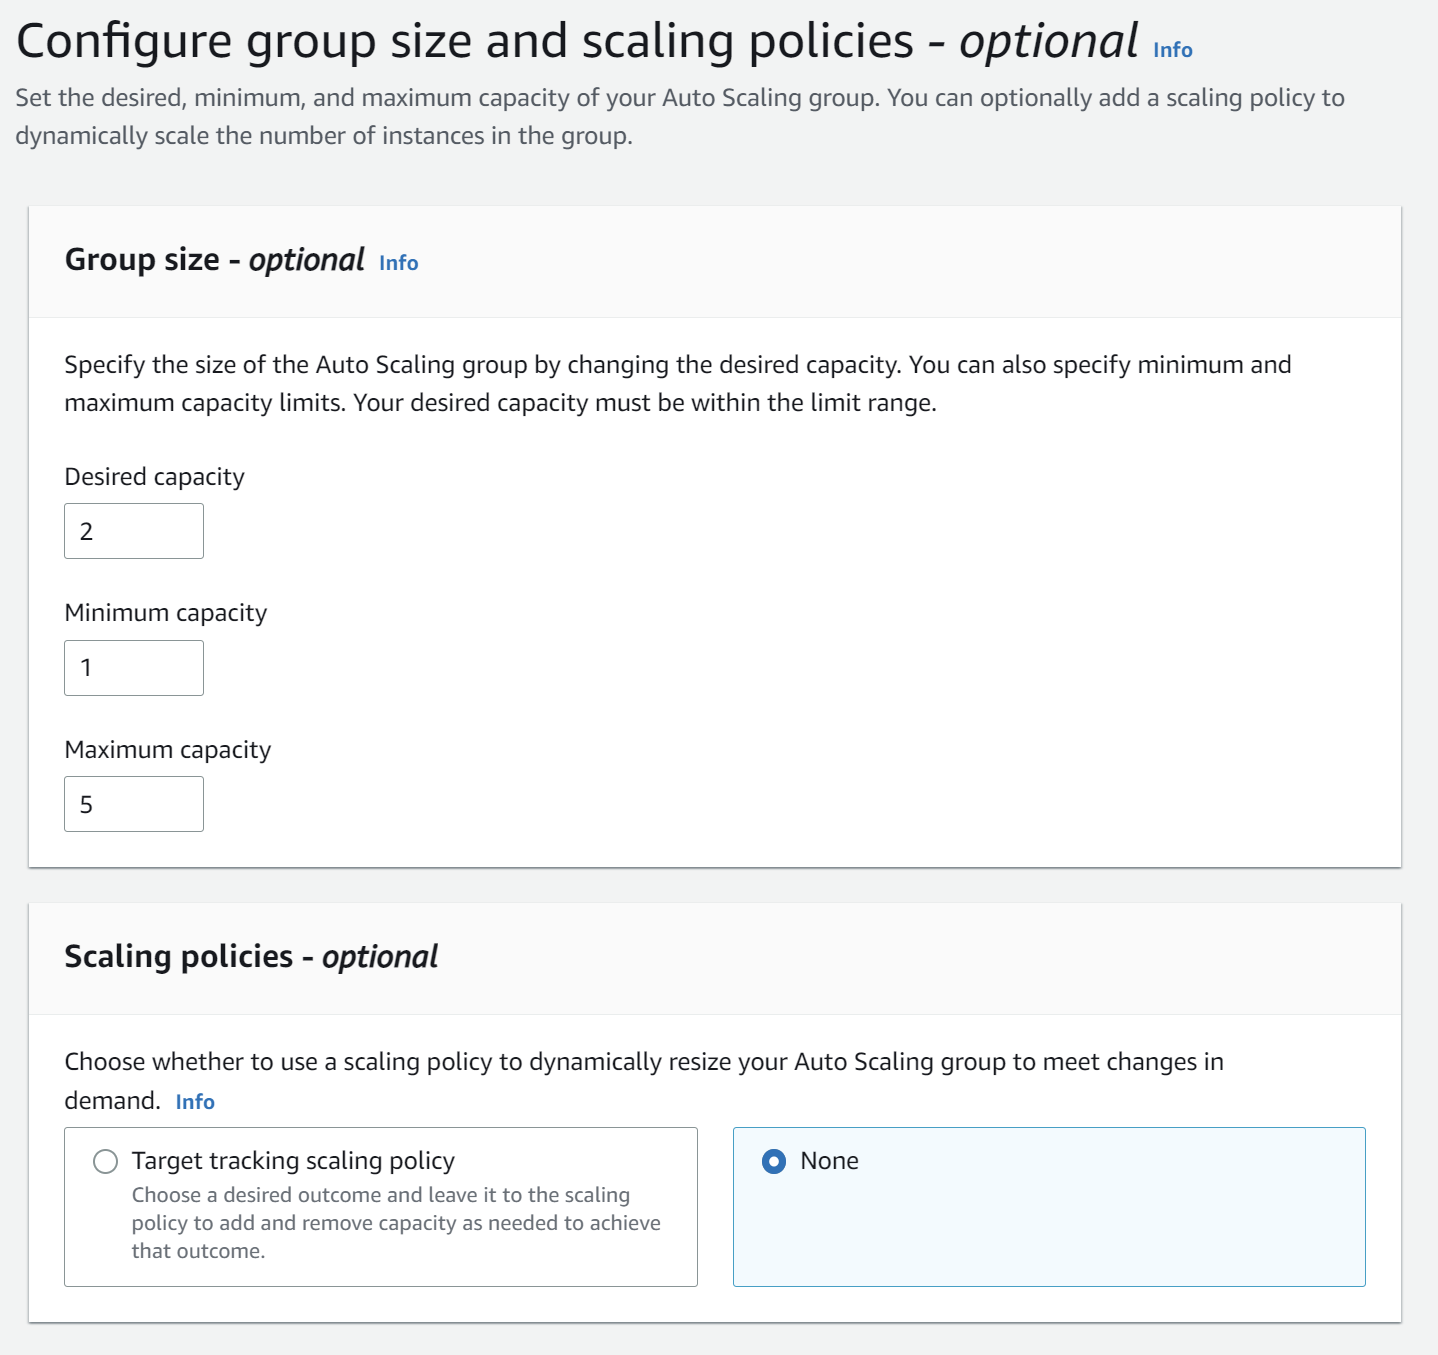 Configure group size and scaling policies - optional Info
Set the desired, minimum, and maximum capacity of your Auto Scaling group. You can optionally add a scaling policy to
dynamically scale the number of instances in the group.
Group size - optional Info
Specify the size of the Auto Scaling group by changing the desired capacity. You can also specify minimum and
maximum capacity limits. Your desired capacity must be within the limit range.
Desired capacity
2
Minimum capacity
1
Maximum capacity
5
Scaling policies - optional
Choose whether to use a scaling policy to dynamically resize your Auto Scaling group to meet changes in
demand. Info
Target tracking scaling policy
Choose a desired outcome and leave it to the scaling
policy to add and remove capacity as needed to achieve
that outcome.
None